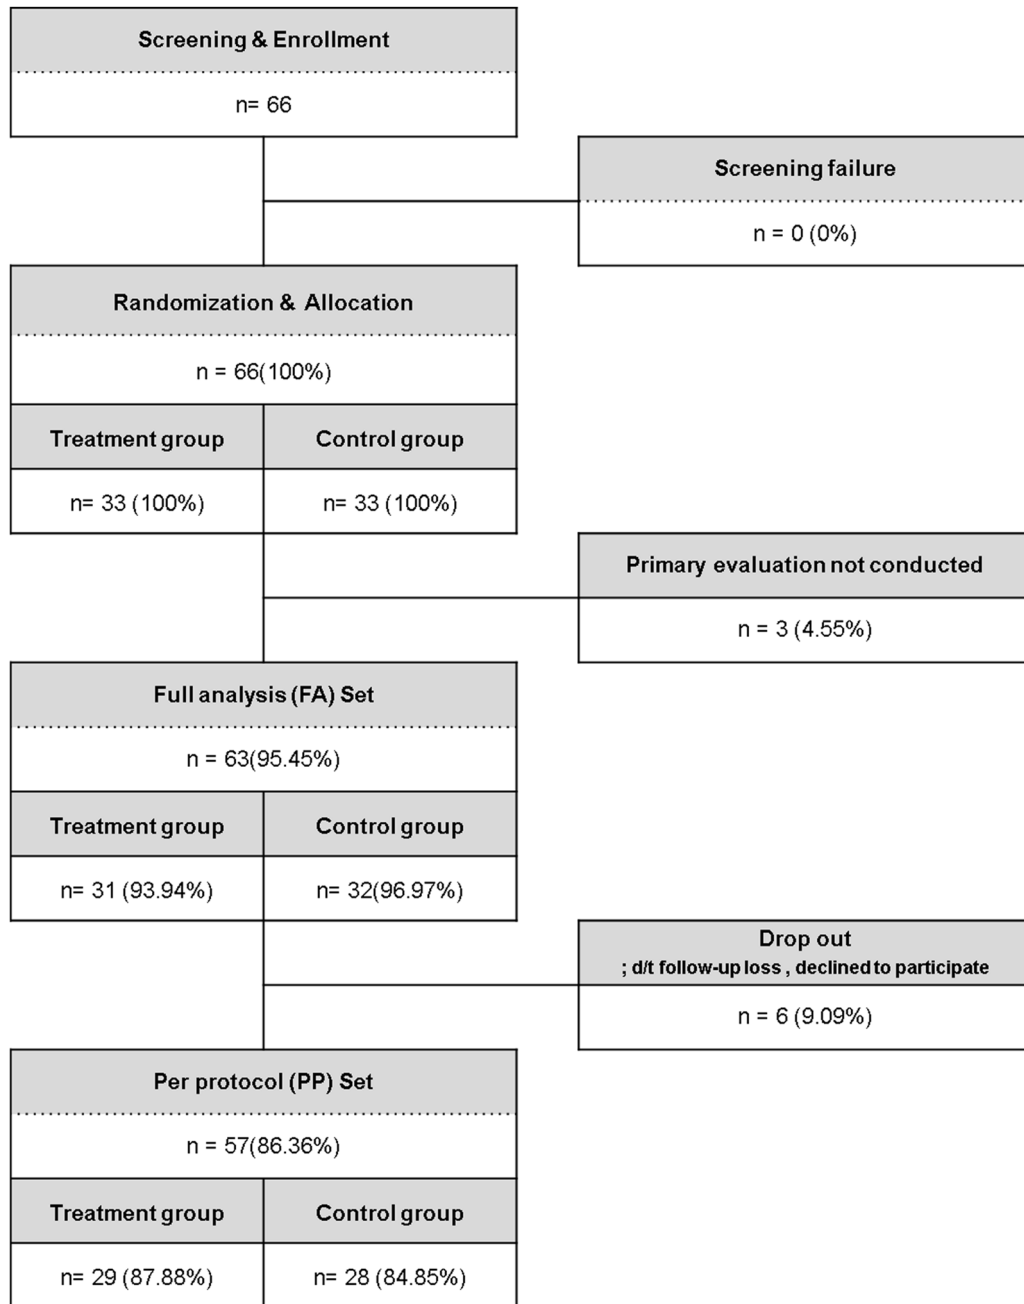 Screening & Enrollment
n= 66
Screening failure
n = 0 (0%)
Randomization & Allocation
n = 66(100%)
Treatment group
Control group
n= 33 (100%)
n= 33 (100%)
Primary evaluation not conducted
n = 3 (4.55%)
Full analysis (FA) Set
n = 63(95.45%)
Treatment group
Control group
n= 31 (93.94%)
n= 32(96.97%)
Drop out
; d/t follow-up loss , declined to participate
n = 6 (9.09%)
Per protocol (PP) Set
n = 57(86.36%)
Treatment group
Control group
n= 29 (87.88%)
n= 28 (84.85%)